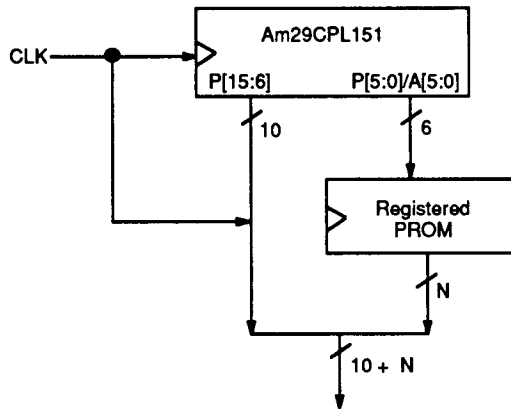 Am29CPL151
CLK
P[15:6] P[5:0]/A[5:0]
10
6
Registered
PROM
N
10 + N